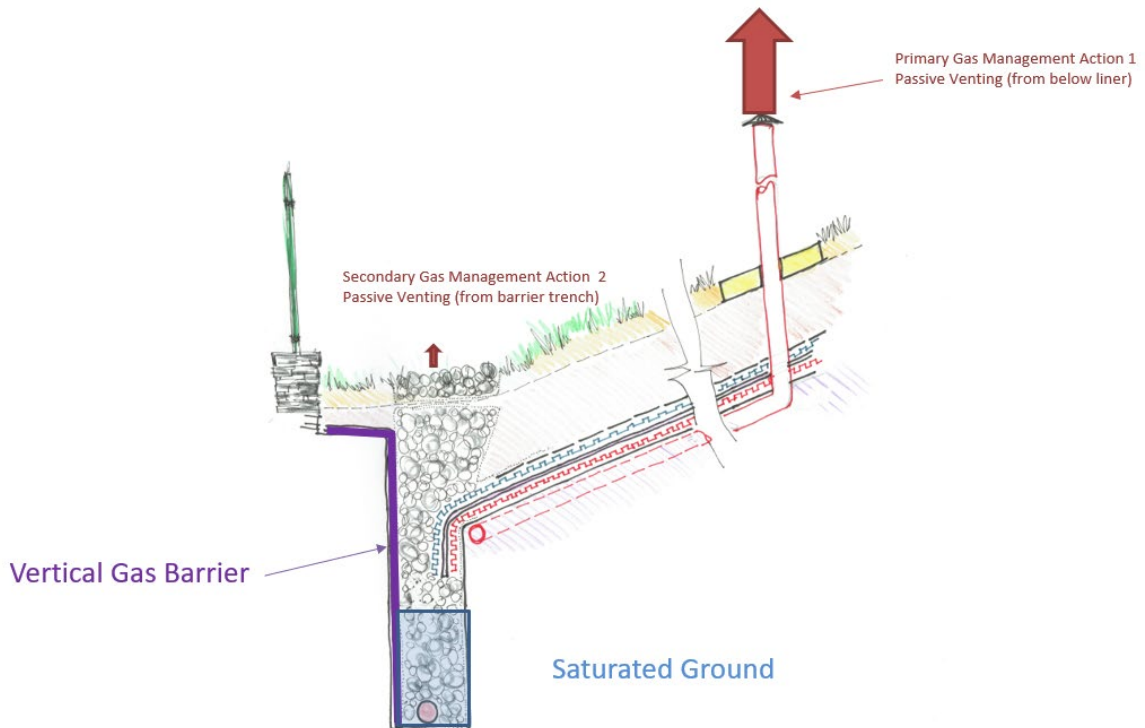 Primary Gas Management Action 1
Passive Venting (from below liner)
Secondary Gas Management Action  2
Passive Venting (from barrier trench)
Vertical Gas Barrier
Saturated Ground